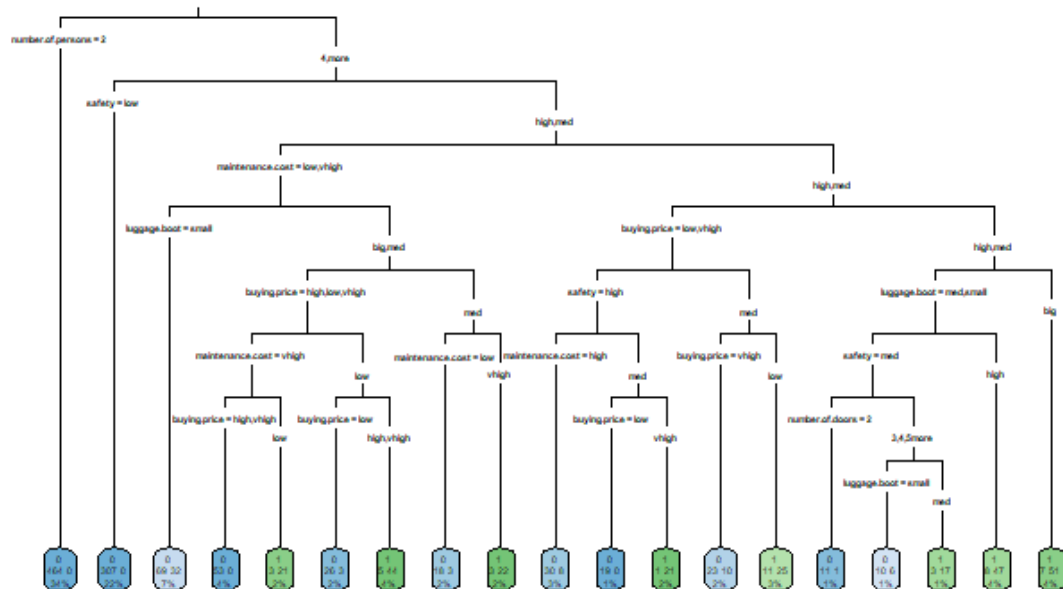 number.of.persons = 2
4,more
safety = low
high,med
maintenance.cost = low,vhigh
high,med
luggage.boot = small
big,med
buying.price = low,vhigh
high,med
buying.price = high,low,vhigh
med
safety = high
med
luggage.boot = med,small
big
maintenance.cost = vhigh
low
maintenance.cost = low
vhigh
maintenance.cost = high
med
buying.price = vhigh
low
safety = med
high
buying.price = high,vhigh
low
buying.price = low
high,vhigh
buying.price = low
vhigh
number.of.doors = 2
3,4,5more
luggage.boot = small
med
0 0 0 0 1 0 1 0 1 0 0 1 0 1 0 0 1 1 1
464 0 307 0 69 32 53 0 3 21 26 3 5 44 18 3 3 22 30 8 19 0 1 21 23 10 11 25 11 1 10 6 3 17 6 47 7 51
34% 22% 7% 4% 2% 2% 4% 2% 2% 3% 1% 2% 2% 3% 1% 1% 1% 4% 4%